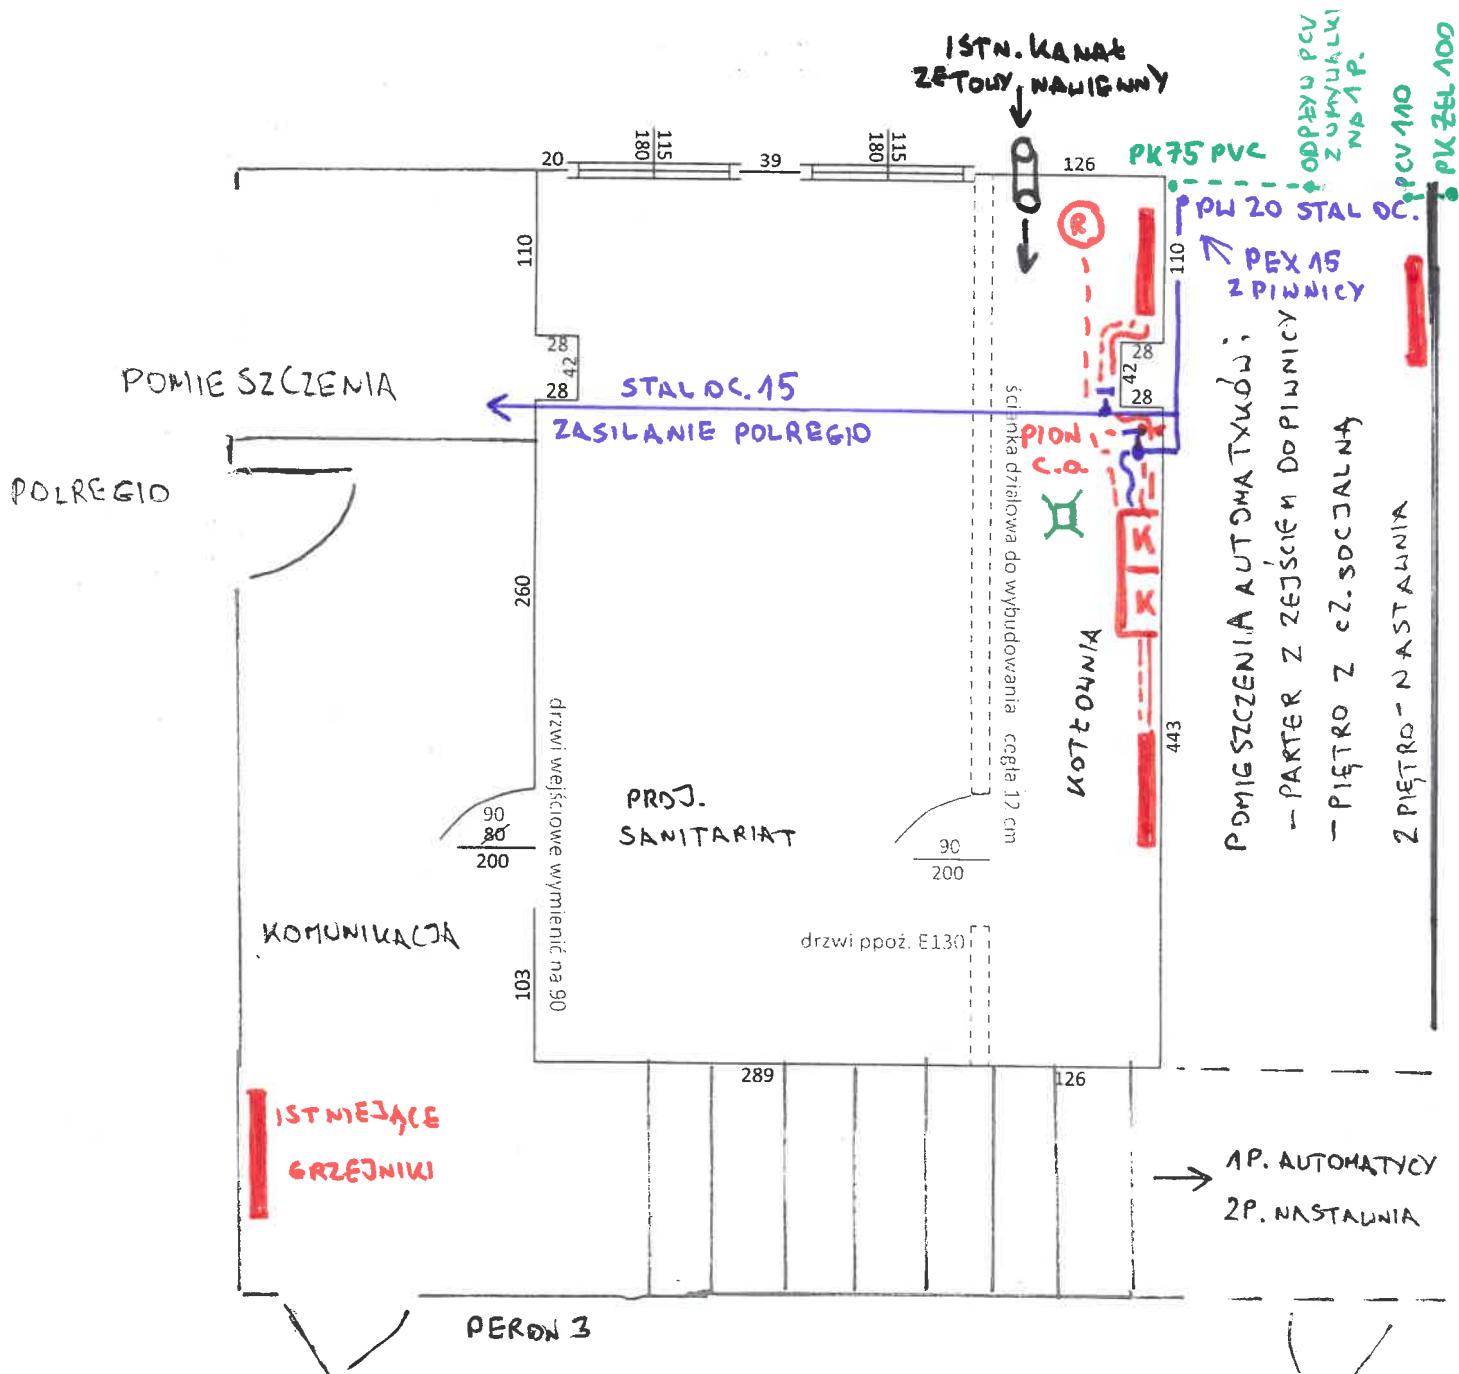 ISTN. KANAŁ
ZETOWY NAWIEWNY
ODPŁYW PCV
Z UMYWALKI
NA 1 P.
PCV 110
PK ŻEL 100
PK 75 PVC
20
180
115
39
180
115
126
PW 20 STAL OC.
PEX 15
Z PIWNICY
R
110
110
28
42
28
28
42
28
POMIESZCZENIA
POLREGIO
STAL OC. 15
ZASILANIE POLREGIO
PION
C.O.
K
K
KOTŁOWNIA
ścianka działowa do wybudowania cegła 12 cm
POMIESZCZENIA AUTOMATYKÓW:
- PARTER Z ZEJŚCIEM DO PIWNICY
- PIĘTRO Z CZ. SOCJALNĄ
2 PIĘTRO - NASTAWNIA
260
443
drzwi wejściowe wymienić na 90
90
80
200
PROJ.
SANITARIAT
90
200
KOMUNIKACJA
drzwi ppoż. E130
103
289
126
ISTNIEJĄCE
GRZEJNIKI
1P. AUTOMATYCY
2P. NASTAWNIA
PERON 3